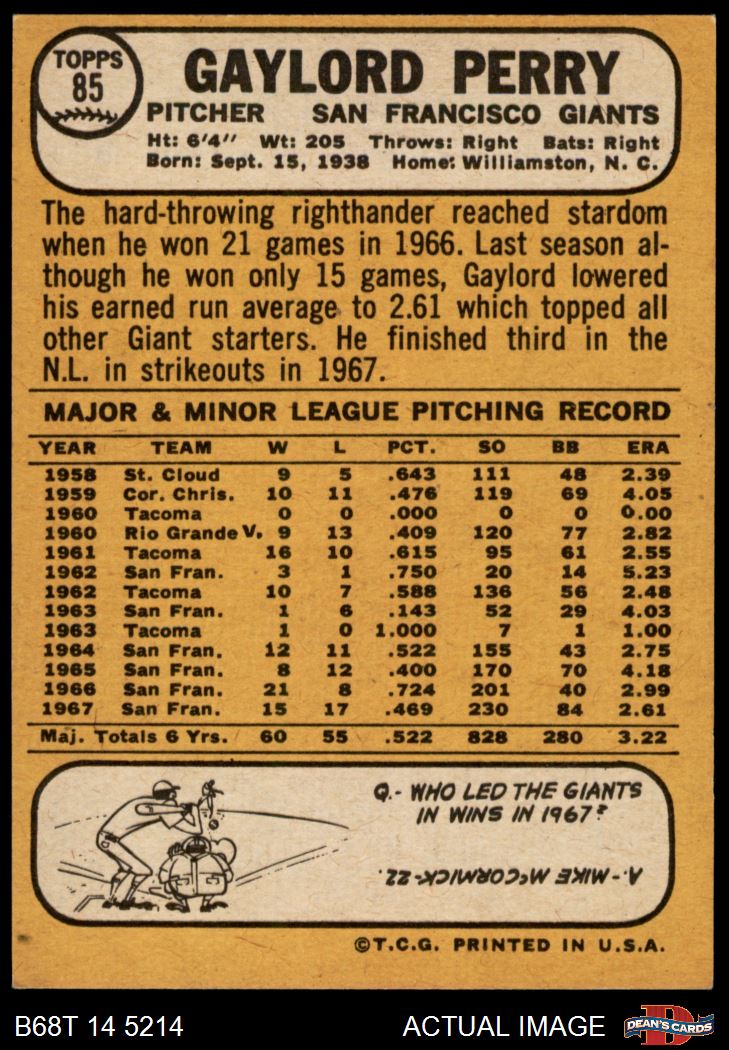 TOPPS
85
GAYLORD PERRY
PITCHER SAN FRANCISCO GIANTS
Ht: 6'4" Wt: 205 Throws: Right Bats: Right
Born: Sept. 15, 1938 Home: Williamston, N. C.
The hard-throwing righthander reached stardom
when he won 21 games in 1966. Last season al-
though he won only 15 games, Gaylord lowered
his earned run average to 2.61 which topped all
other Giant starters. He finished third in the
N.L. in strikeouts in 1967.
MAJOR & MINOR LEAGUE PITCHING RECORD
YEAR TEAM W L PCT. SO BB ERA
1958 St. Cloud 9 5 .643 111 48 2.39
1959 Cor. Chris. 10 11 .476 119 69 4.05
1960 Tacoma 0 0 .000 0 0 0.00
1960 Rio Grande V. 9 13 .409 120 77 2.82
1961 Tacoma 16 10 .615 95 61 2.55
1962 San Fran. 3 1 .750 20 14 5.23
1962 Tacoma 10 7 .588 136 56 2.48
1963 San Fran. 1 6 .143 52 29 4.03
1963 Tacoma 1 0 1.000 7 1 1.00
1964 San Fran. 12 11 .522 155 43 2.75
1965 San Fran. 8 12 .400 170 70 4.18
1966 San Fran. 21 8 .724 201 40 2.99
1967 San Fran. 15 17 .469 230 84 2.61
Maj. Totals 6 Yrs. 60 55 .522 828 280 3.22
Q.- WHO LED THE GIANTS
IN WINS IN 1967?
A.- MIKE McCORMICK-22.
©T.C.G. PRINTED IN U.S.A.
B68T 14 5214 ACTUAL IMAGE
DEAN'S CARDS